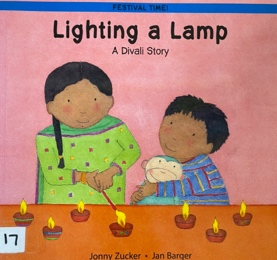 FESTIVAL TIME!
Lighting a Lamp
A Divali Story
17
Jonny Zucker • Jan Barger